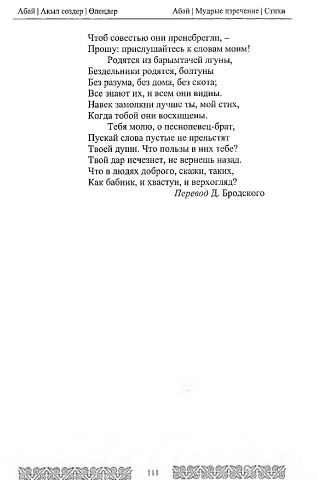 Абай | Акыл создер | Өлеңдер Абай | Мудрые изречение | Стихи
Чтоб совестью они пренебрегли, –
Прошу: прислушайтесь к словам моим!
Родятся из барымтачей лгуны,
Бездельники родятся, болтуны
Без разума, без дома, без скота;
Все знают их, и всем они видны.
Навек замолкни лучше ты, мой стих,
Когда тобой они восхищены.
Тебя молю, о песнопевец-брат,
Пускай слова пустые не прельстят
Твоей души. Что пользы в них тебе?
Твой дар исчезнет, не вернешь назад.
Что в людях доброго, скажи, таких,
Как бабник, и хвастун, и верхогляд?
Перевод Д. Бродского
111